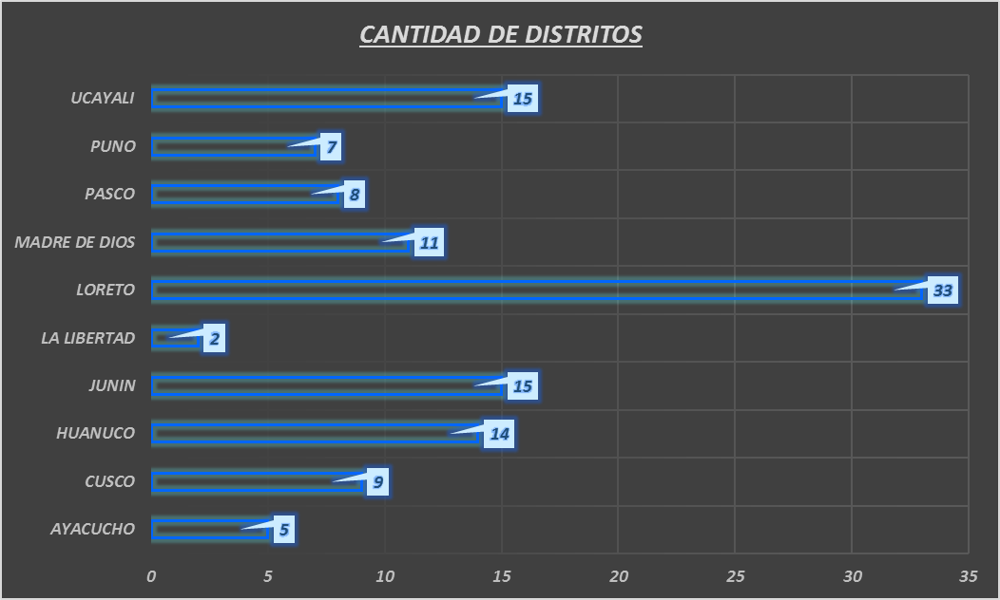 CANTIDAD DE DISTRITOS
UCAYALI 15
PUNO 7
PASCO 8
MADRE DE DIOS 11
LORETO 33
LA LIBERTAD 2
JUNIN 15
HUANUCO 14
CUSCO 9
AYACUCHO 5
0 5 10 15 20 25 30 35